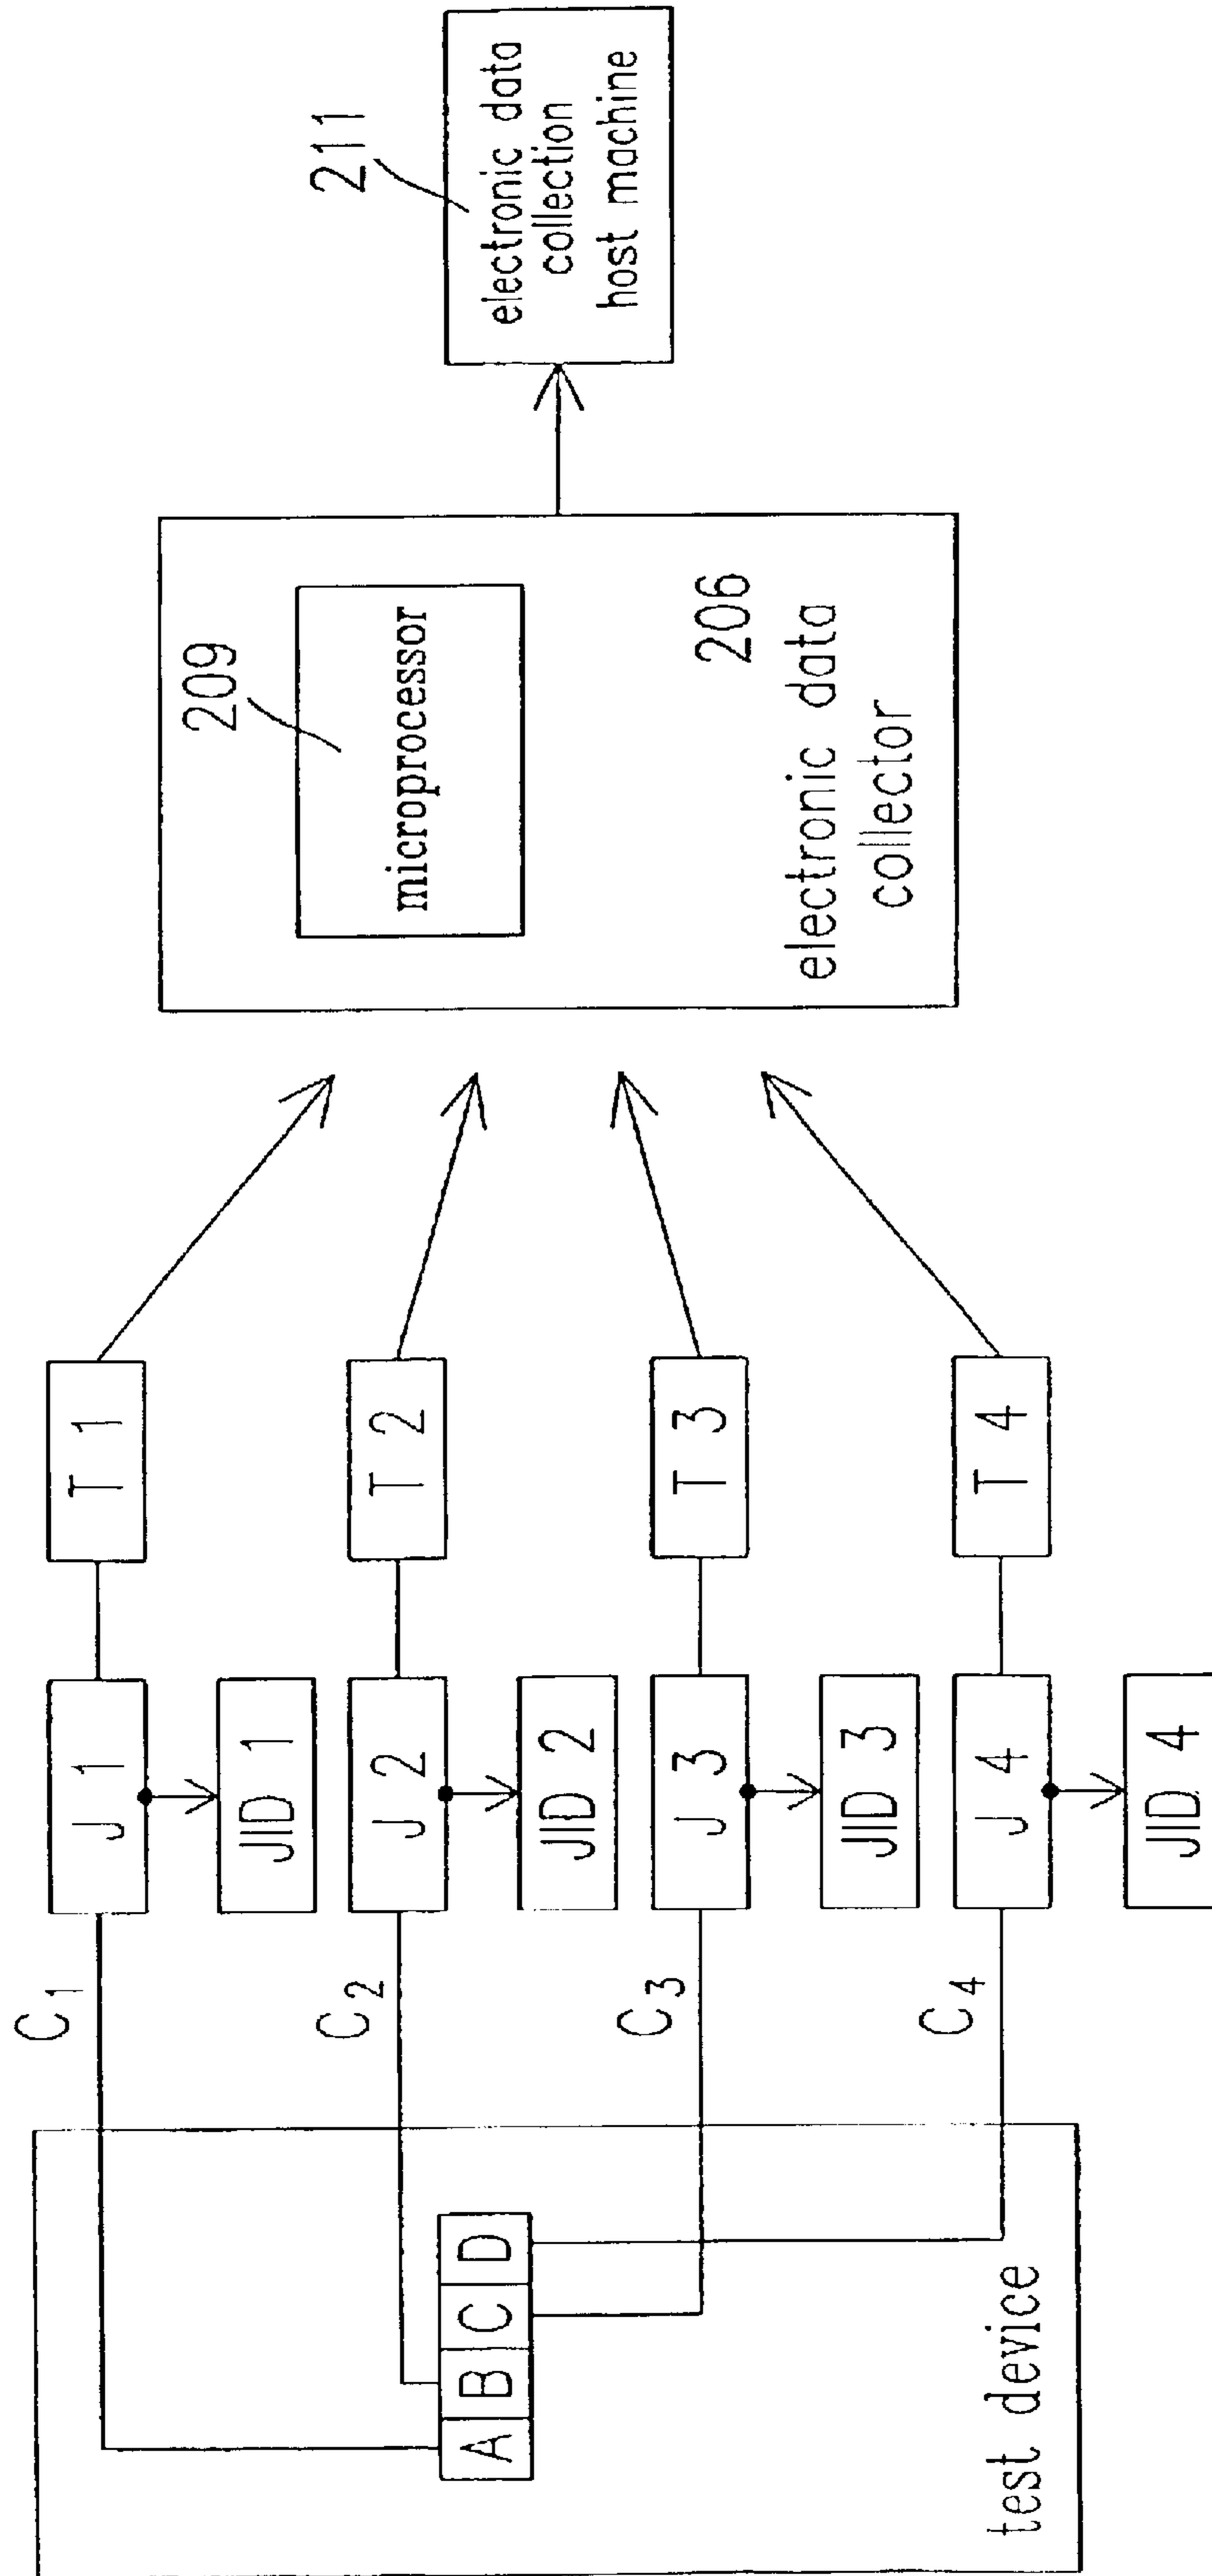 C1
J 1
JID 1
T 1
C2
J 2
JID 2
T 2
C3
J 3
JID 3
T 3
C4
J 4
JID 4
T 4
A B C D
test device
209
microprocessor
206
electronic data
collector
211
electronic data
collection
host machine